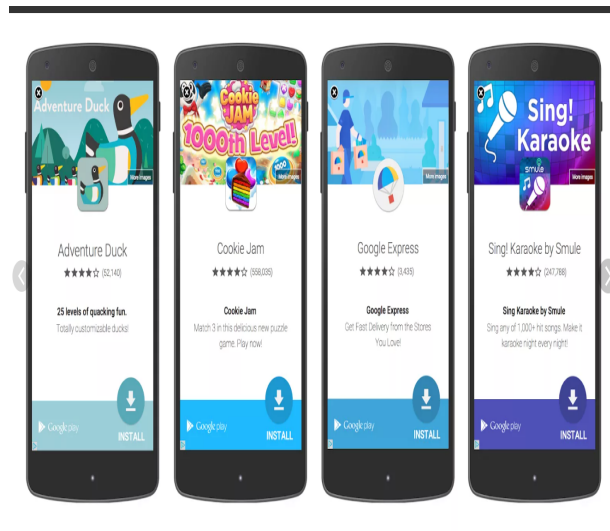 Adventure Duck
More images
Adventure Duck
(52,140)
25 levels of quacking fun.
Totally customizable ducks!
Google play
INSTALL
Cookie
JAM
1000th Level!
1000
More images
Cookie Jam
(558,035)
Cookie Jam
Match 3 in this delicious new puzzle
game. Play now!
Google play
INSTALL
More images
Google Express
(3,435)
Google Express
Get Fast Delivery from the Stores
You Love!
Google play
INSTALL
Sing!
Karaoke
More images
smule
Sing! Karaoke by Smule
(247,788)
Sing Karaoke by Smule
Sing any of 1,000+ hit songs. Make it
karaoke night every night!
Google play
INSTALL